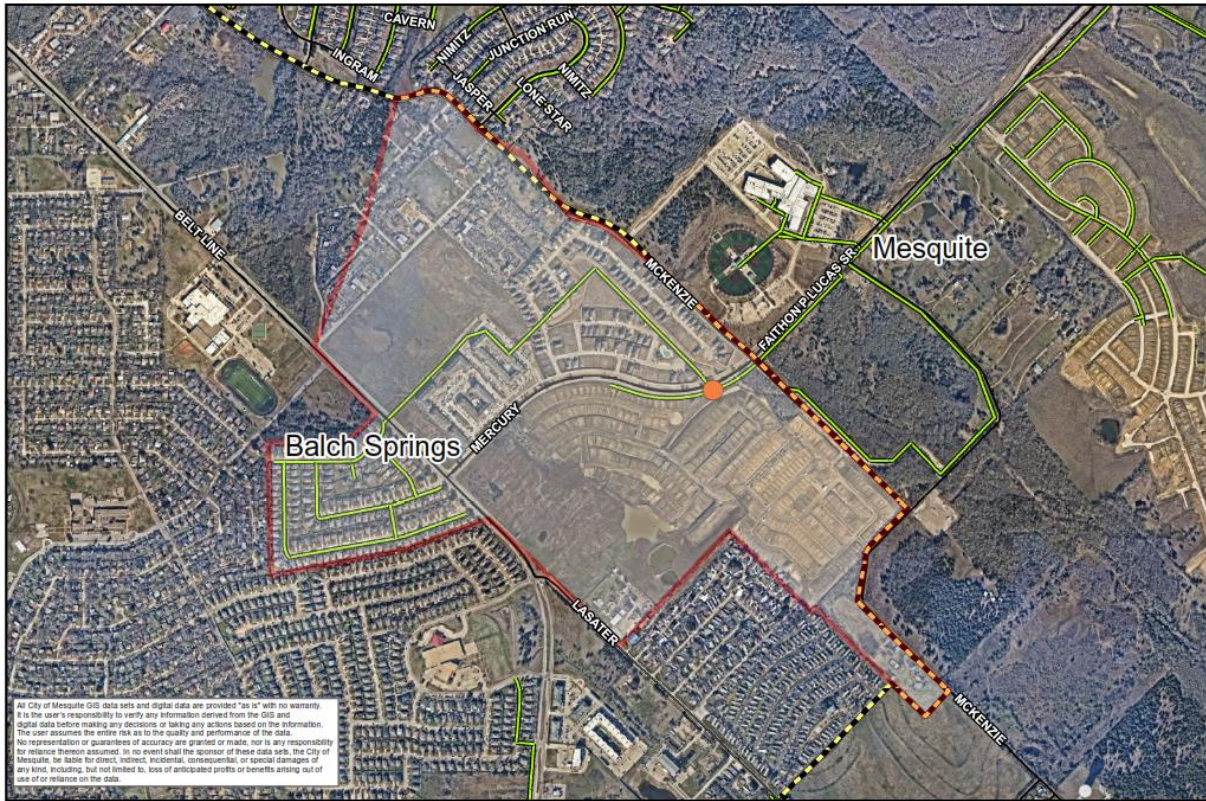 CAVERN
INGRAM
NIMITZ
JUNCTION RUN
JASPER
LONE STAR
NIMITZ
BELT LINE
MCKENZIE
FAITHON P LUCAS SR.
Mesquite
MERCURY
Balch Springs
LASATER
MCKENZIE
All City of Mesquite GIS data sets and digital data are provided "as is" with no warranty.
It is the user's responsibility to verify any information derived from the GIS and
digital data before making any decisions or taking any actions based on the information.
The user assumes the entire risk as to the quality and performance of the data.
No representation or guarantees of accuracy are granted or made, nor is any responsibility
for reliance thereon assumed. In no event shall the sponsor of these data sets, the City of
Mesquite, be liable for direct, indirect, incidental, consequential, or special damages of
any kind, including, but not limited to, loss of anticipated profits or benefits arising out of
use of or reliance on the data.